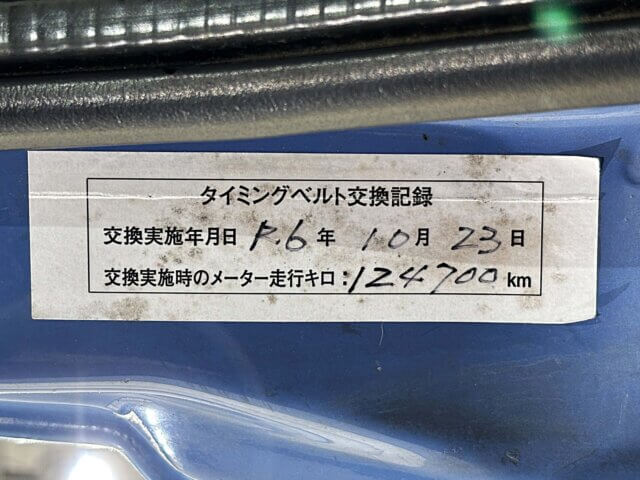 タイミングベルト交換記録
交換実施年月日 R.6年 10月 23日
交換実施時のメーター走行キロ：124700km